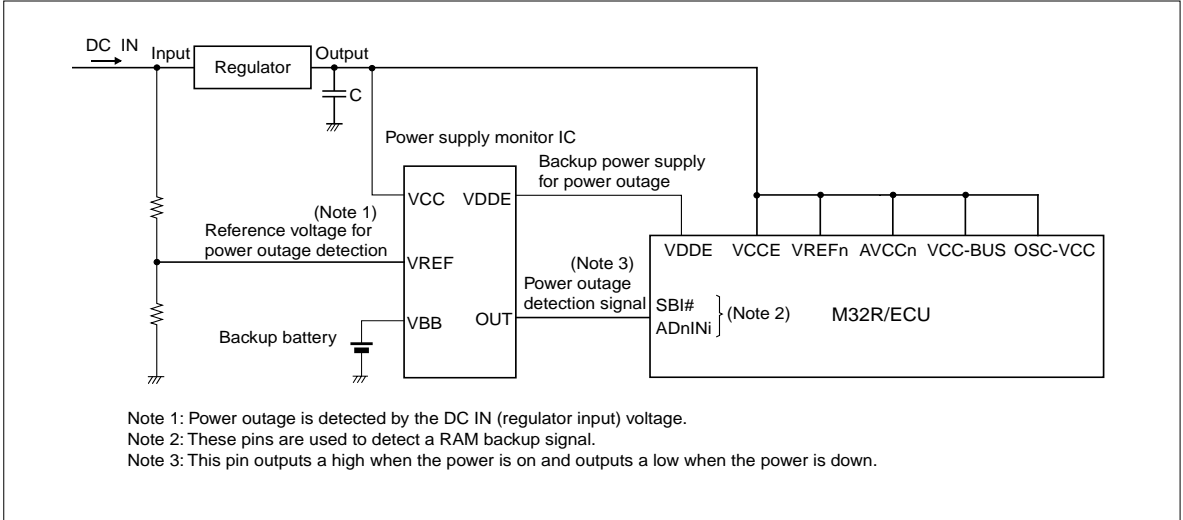 DC IN
Input
Regulator
Output
C
Power supply monitor IC
Backup power supply
for power outage
VCC
VDDE
(Note 1)
Reference voltage for
power outage detection
VREF
(Note 3)
Power outage
detection signal
VDDE
VCCE
VREFn
AVCCn
VCC-BUS
OSC-VCC
SBI#
ADnINi
(Note 2)
M32R/ECU
VBB
OUT
Backup battery
Note 1: Power outage is detected by the DC IN (regulator input) voltage.
Note 2: These pins are used to detect a RAM backup signal.
Note 3: This pin outputs a high when the power is on and outputs a low when the power is down.